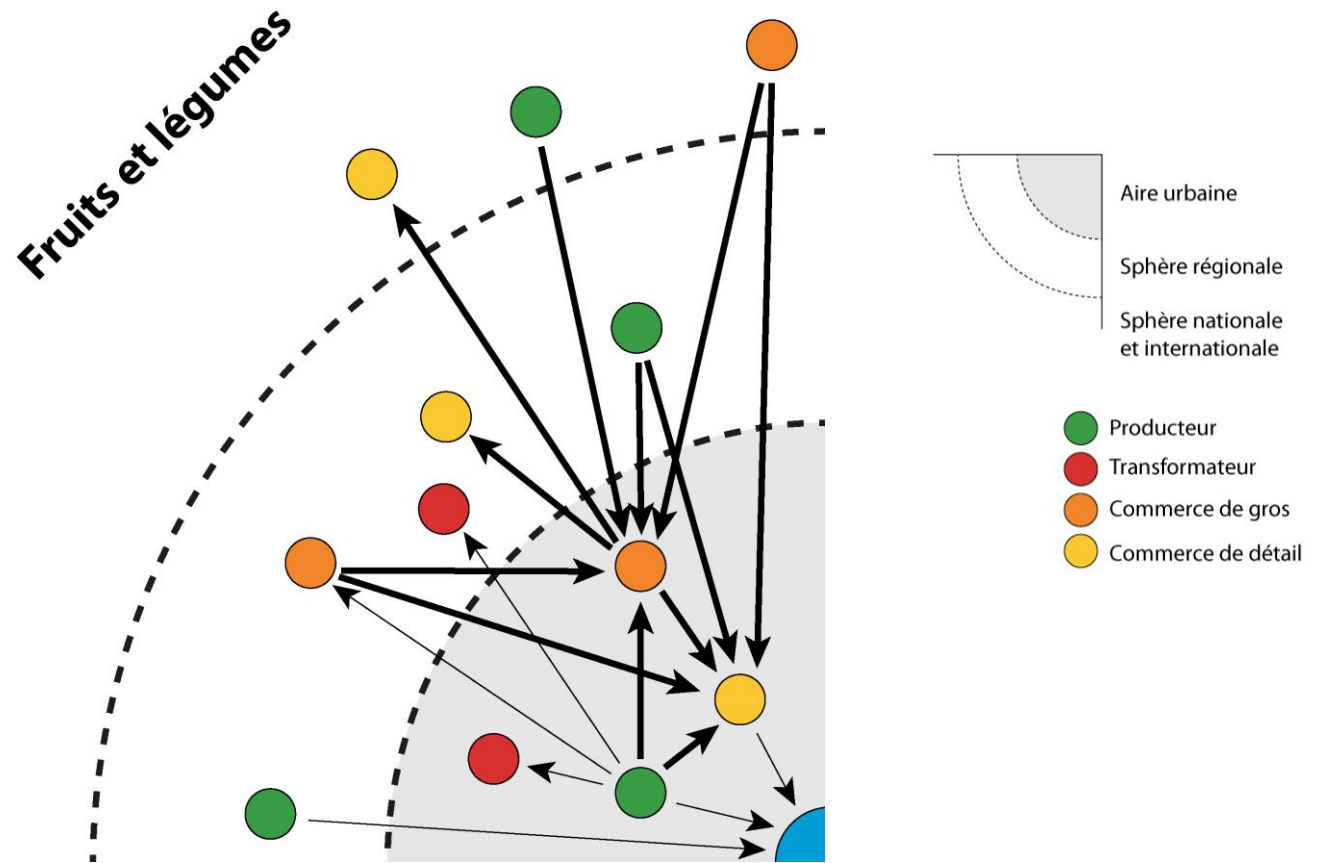 Fruits et légumes
Aire urbaine
Sphère régionale
Sphère nationale
et internationale
Producteur
Transformateur
Commerce de gros
Commerce de détail